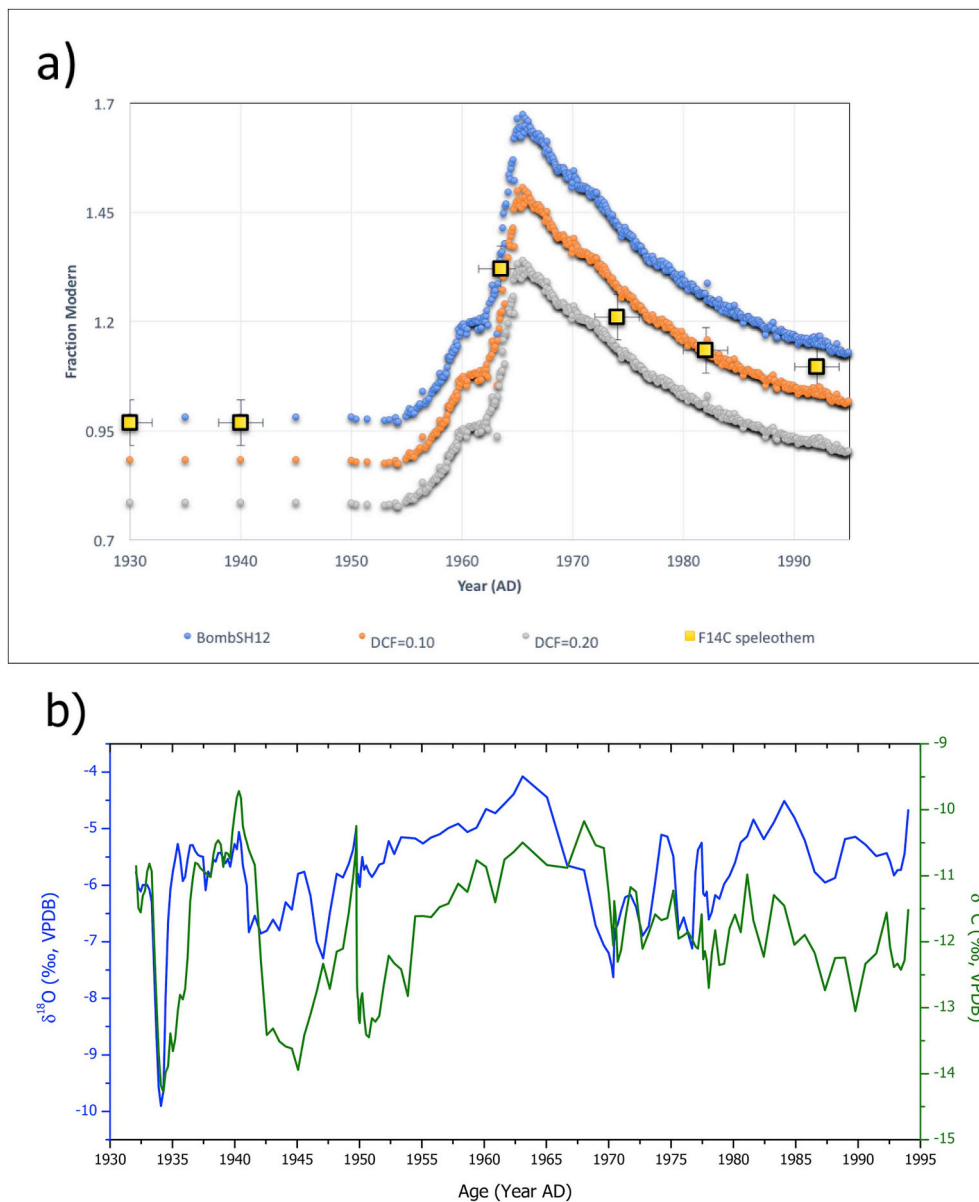 a)
1.7
1.45
1.2
0.95
0.7
Fraction Modern
1930 1940 1950 1960 1970 1980 1990
Year (AD)
BombSH12 DCF=0.10 DCF=0.20 F14C speleothem
b)
-4
-5
-6
-7
-8
-9
-10
δ¹⁸O (‰, VPDB)
-9
-10
-11
-12
-13
-14
-15
(‰, VPDB)
1930 1935 1940 1945 1950 1955 1960 1965 1970 1975 1980 1985 1990 1995
Age (Year AD)